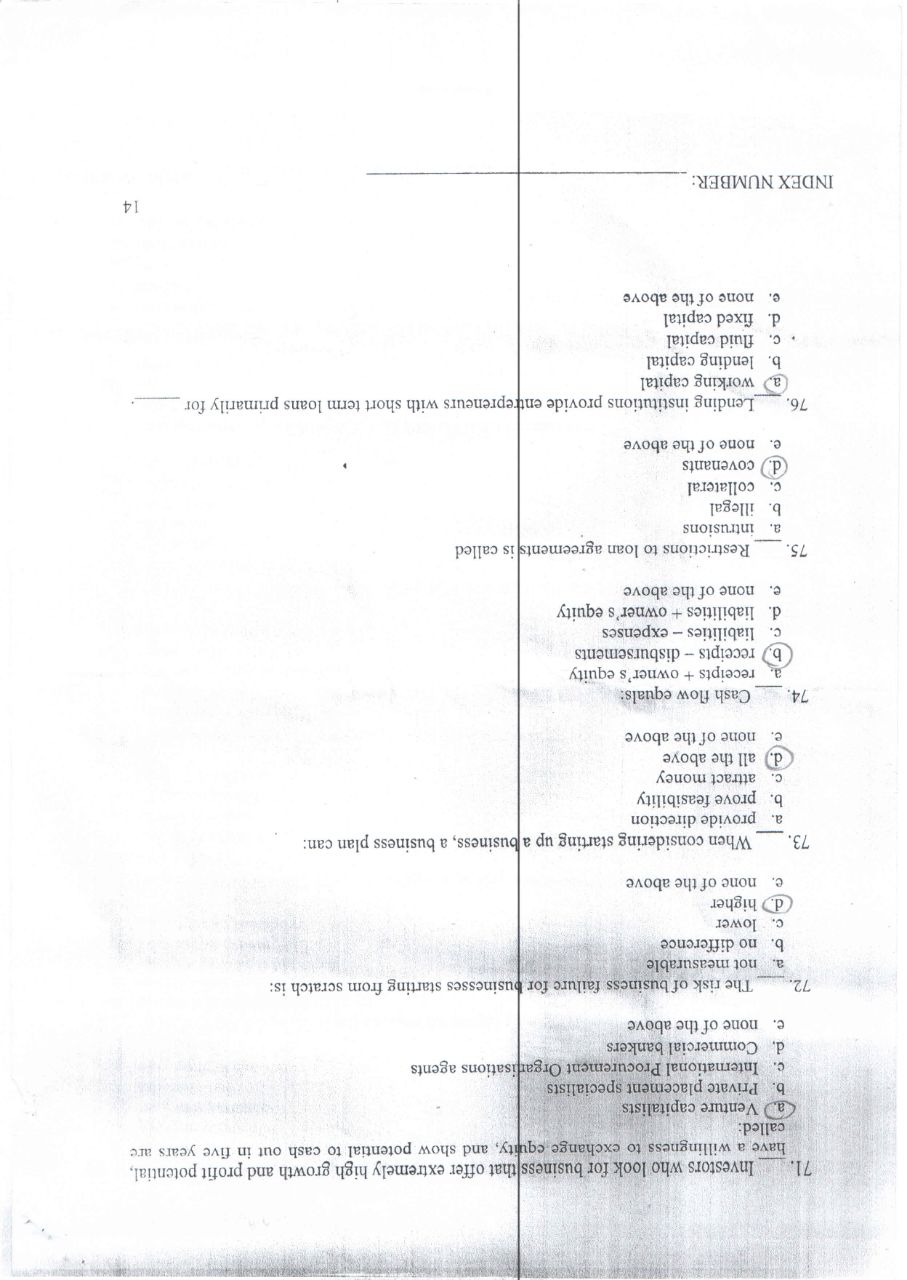 71. ___ Investors who look for business that offer extremely high growth and profit potential,
have a willingness to exchange equity, and show potential to cash out in five years are
called:
a. Venture capitalists
b. Private placement specialists
c. International Procurement Organisations agents
d. Commercial bankers
e. none of the above
72. ___ The risk of business failure for businesses starting from scratch is:
a. not measurable
b. no difference
c. lower
d. higher
e. none of the above
73. ___ When considering starting up a business, a business plan can:
a. provide direction
b. prove feasibility
c. attract money
d. all the above
e. none of the above
74. ___ Cash flow equals:
a. receipts + owner's equity
b. receipts – disbursements
c. liabilities – expenses
d. liabilities + owner's equity
e. none of the above
75. ___ Restrictions to loan agreements is called
a. intrusions
b. illegal
c. collateral
d. covenants
e. none of the above
76. ___Lending institutions provide entrepreneurs with short term loans primarily for _____.
a. working capital
b. lending capital
c. fluid capital
d. fixed capital
e. none of the above
14
INDEX NUMBER: ___________________________________